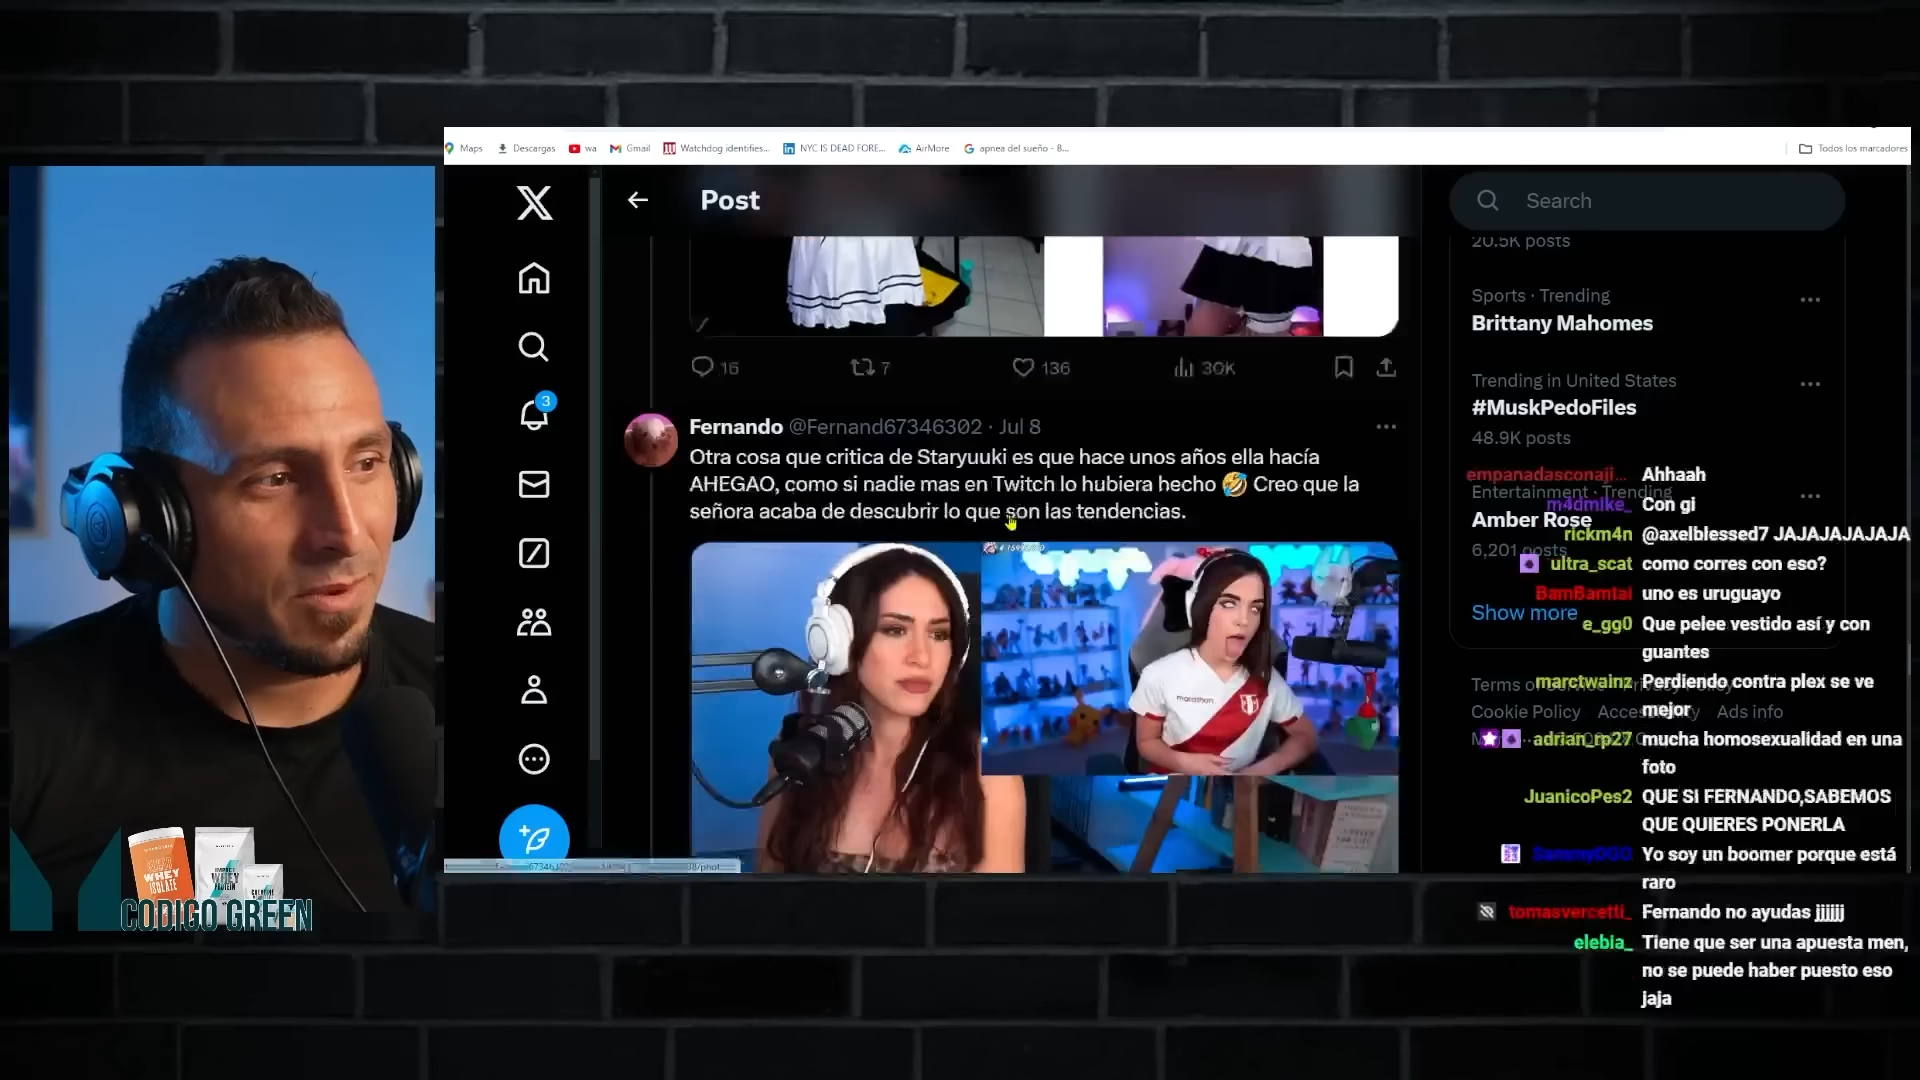 Maps
Descargas
wa
Gmail
Watchdog identifies...
NYC IS DEAD FORE...
AirMore
apnea del sueño - B...
Todos los marcadores
Post
Search
16
7
136
30K
3
Fernando @Fernand67346302 · Jul 8
Otra cosa que critica de Staryuuki es que hace unos años ella hacía
AHEGAO, como si nadie mas en Twitch lo hubiera hecho 🤣 Creo que la
señora acaba de descubrir lo que son las tendencias.
marathon
20.5K posts
Sports · Trending
Brittany Mahomes
Trending in United States
#MuskPedoFiles
48.9K posts
Entertainment · Trending
Amber Rose
6,201 posts
Show more
Cookie Policy
Ads info
empanadasconaji... Ahhaah
m4dmike_ Con gi
rickm4n @axelblessed7 JAJAJAJAJAJA
ultra_scat como corres con eso?
BamBamtai uno es uruguayo
e_gg0 Que pelee vestido así y con
guantes
marctwainz Perdiendo contra plex se ve
mejor
adrian_rp27 mucha homosexualidad en una
foto
JuanicoPes2 QUE SI FERNANDO,SABEMOS
QUE QUIERES PONERLA
SammyDGO Yo soy un boomer porque está
raro
tomasvercetti_ Fernando no ayudas jjjjjj
elebia_ Tiene que ser una apuesta men,
no se puede haber puesto eso
jaja
WHEY
ISOLATE
CODIGO GREEN